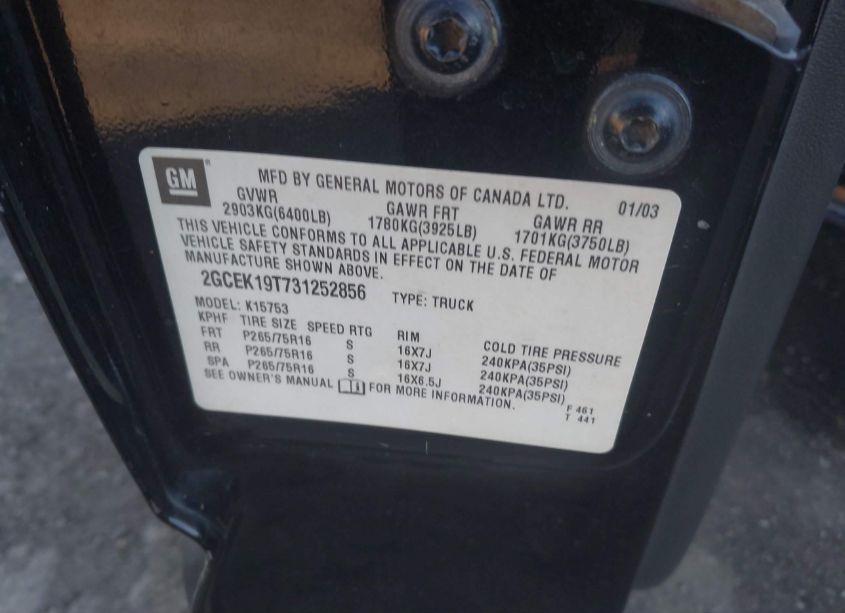 GM ®
MFD BY GENERAL MOTORS OF CANADA LTD. 01/03
GVWR GAWR FRT GAWR RR
2903KG(6400LB) 1780KG(3925LB) 1701KG(3750LB)
THIS VEHICLE CONFORMS TO ALL APPLICABLE U.S. FEDERAL MOTOR
VEHICLE SAFETY STANDARDS IN EFFECT ON THE DATE OF
MANUFACTURE SHOWN ABOVE.
2GCEK19T731252856 TYPE: TRUCK
MODEL: K15753
KPHF TIRE SIZE SPEED RTG RIM COLD TIRE PRESSURE
FRT P265/75R16 S 16X7J 240KPA(35PSI)
RR P265/75R16 S 16X7J 240KPA(35PSI)
SPA P265/75R16 S 16X6.5J 240KPA(35PSI)
SEE OWNER'S MANUAL FOR MORE INFORMATION.
F 461
T 441